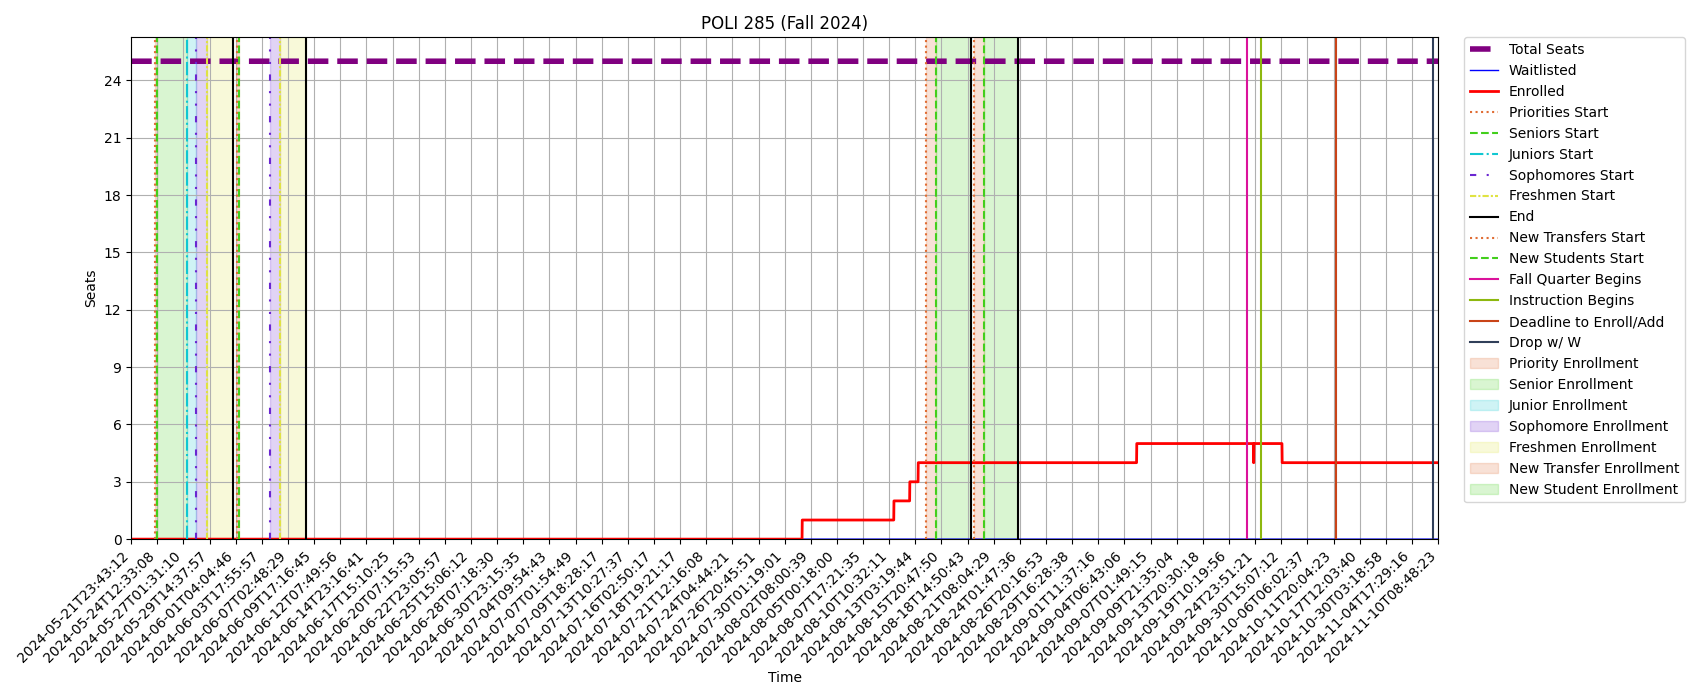 POLI 285 (Fall 2024)
Seats
24
21
18
15
12
9
6
3
0
2024-05-21T23:43:12
2024-05-24T12:33:08
2024-05-27T01:31:10
2024-05-29T14:37:57
2024-06-01T04:04:46
2024-06-03T17:55:57
2024-06-07T02:48:29
2024-06-09T17:16:45
2024-06-12T07:49:56
2024-06-14T23:16:41
2024-06-17T15:10:25
2024-06-20T07:15:53
2024-06-22T23:05:57
2024-06-25T15:06:12
2024-06-28T07:18:30
2024-06-30T23:15:35
2024-07-04T09:54:43
2024-07-07T01:54:49
2024-07-09T18:28:17
2024-07-13T10:27:37
2024-07-16T02:50:17
2024-07-18T19:21:17
2024-07-21T12:16:08
2024-07-24T04:44:21
2024-07-26T20:45:51
2024-07-30T01:19:01
2024-08-02T08:00:39
2024-08-05T00:18:00
2024-08-07T17:21:35
2024-08-10T10:32:11
2024-08-13T03:19:44
2024-08-15T20:47:50
2024-08-18T14:50:43
2024-08-21T08:04:29
2024-08-24T01:47:36
2024-08-26T20:16:53
2024-08-29T16:28:38
2024-09-01T11:37:16
2024-09-04T06:43:06
2024-09-07T01:49:15
2024-09-09T21:35:04
2024-09-13T20:30:18
2024-09-19T10:19:56
2024-09-24T23:51:21
2024-09-30T15:07:12
2024-10-06T06:02:37
2024-10-11T20:04:23
2024-10-17T12:03:40
2024-10-30T03:18:58
2024-11-04T17:29:16
2024-11-10T08:48:23
Time
Total Seats
Waitlisted
Enrolled
Priorities Start
Seniors Start
Juniors Start
Sophomores Start
Freshmen Start
End
New Transfers Start
New Students Start
Fall Quarter Begins
Instruction Begins
Deadline to Enroll/Add
Drop w/ W
Priority Enrollment
Senior Enrollment
Junior Enrollment
Sophomore Enrollment
Freshmen Enrollment
New Transfer Enrollment
New Student Enrollment